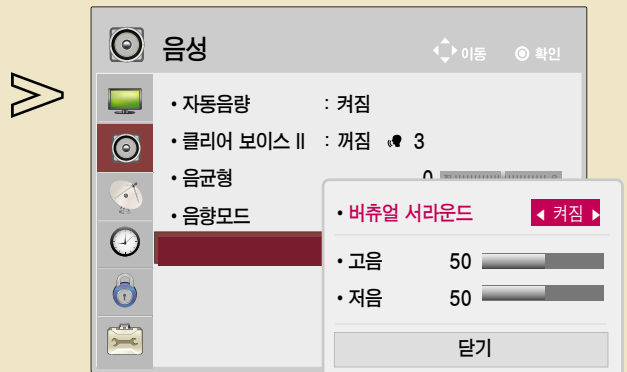 음성
이동 확인
• 자동음량 : 켜짐
• 클리어 보이스 II : 꺼짐 3
• 음균형 0
• 음향모드
• 버츄얼 서라운드 ◀ 켜짐 ▶
• 고음 50
• 저음 50
닫기